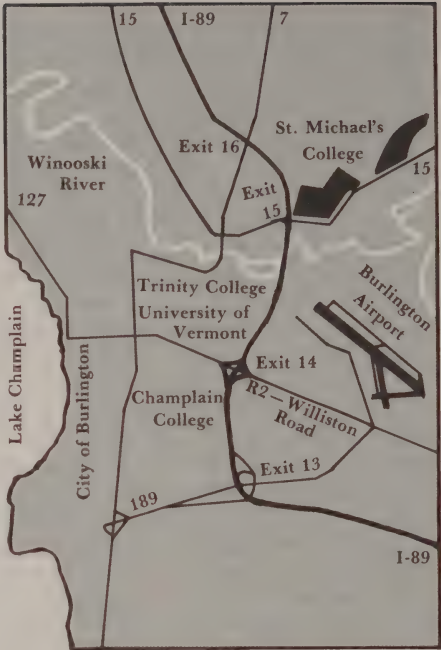 15
I-89
7
St. Michael's
College
Exit 16
Winooski
River
Exit
15
15
127
Burlington
Airport
Trinity College
University of
Vermont
Lake Champlain
City of Burlington
Exit 14
R2—Williston
Road
Champlain
College
Exit 13
189
I-89